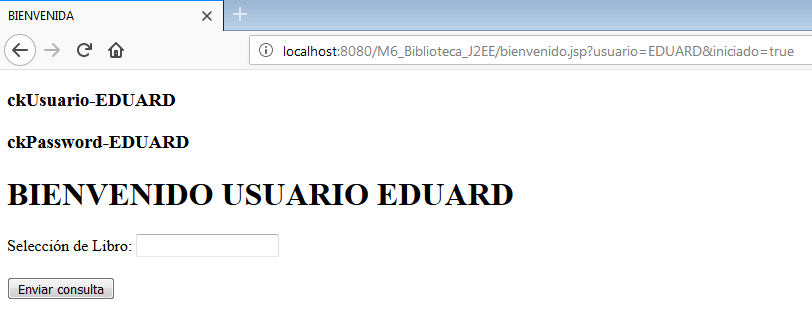 BIENVENIDA
localhost:8080/M6_Biblioteca_J2EE/bienvenido.jsp?usuario=EDUARD&iniciado=true
ckUsuario-EDUARD
ckPassword-EDUARD
BIENVENIDO USUARIO EDUARD
Selección de Libro:
Enviar consulta